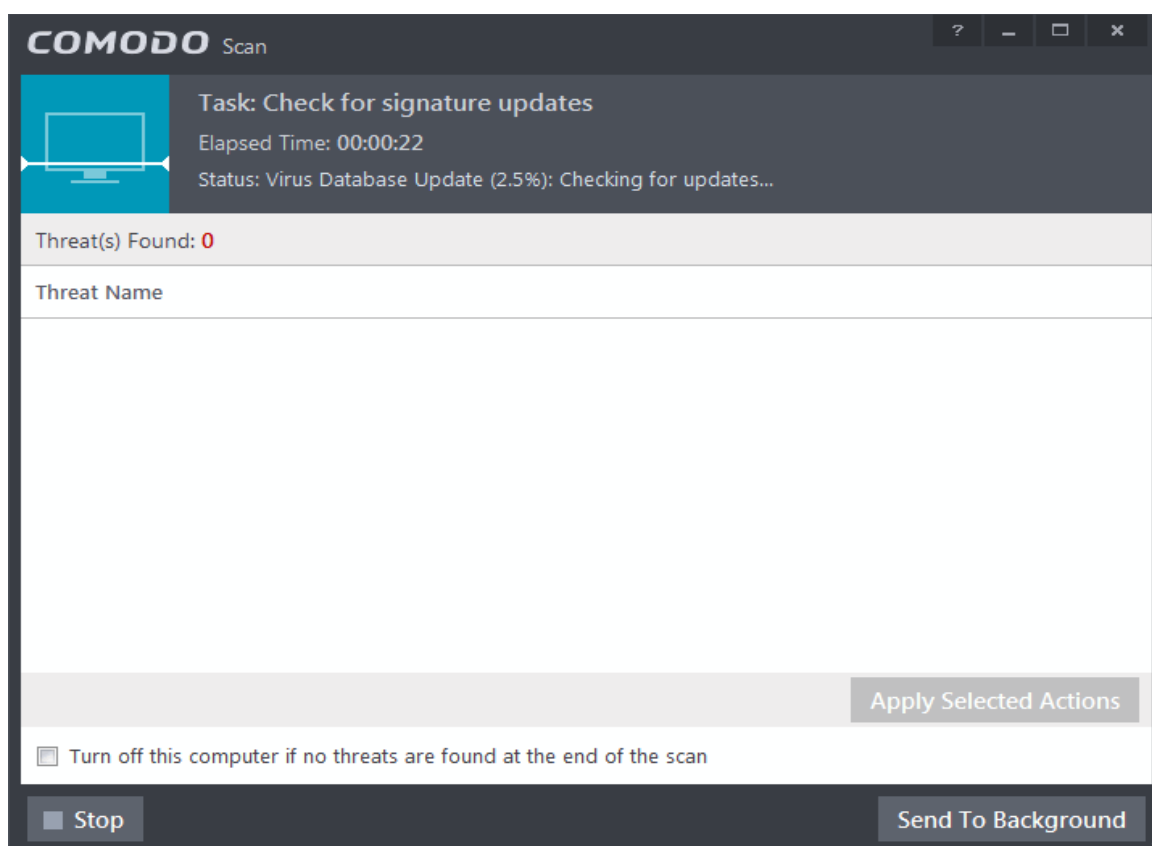 COMODO Scan
?
Task: Check for signature updates
Elapsed Time: 00:00:22
Status: Virus Database Update (2.5%): Checking for updates...
Threat(s) Found: 0
Threat Name
Apply Selected Actions
Turn off this computer if no threats are found at the end of the scan
Stop
Send To Background